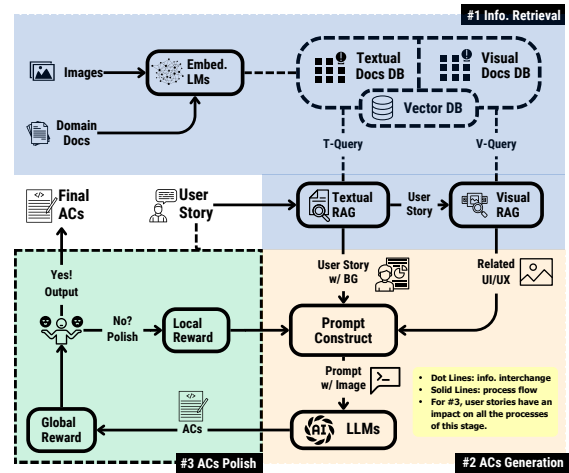 #1 Info. Retrieval
Images
Embed.
LMs
Textual
Docs DB
Visual
Docs DB
Vector DB
Domain
Docs
T-Query
V-Query
</>
Final
ACs
User
Story
Textual
RAG
User
Story
Visual
RAG
Yes!
Output
User Story
w/ BG
Related
UI/UX
No?
Polish
Local
Reward
Prompt
Construct
Prompt
w/ Image
>_
• Dot Lines: info. interchange
• Solid Lines: process flow
• For #3, user stories have an
impact on all the processes
of this stage.
Global
Reward
</>
ACs
AI
LLMs
#3 ACs Polish
#2 ACs Generation